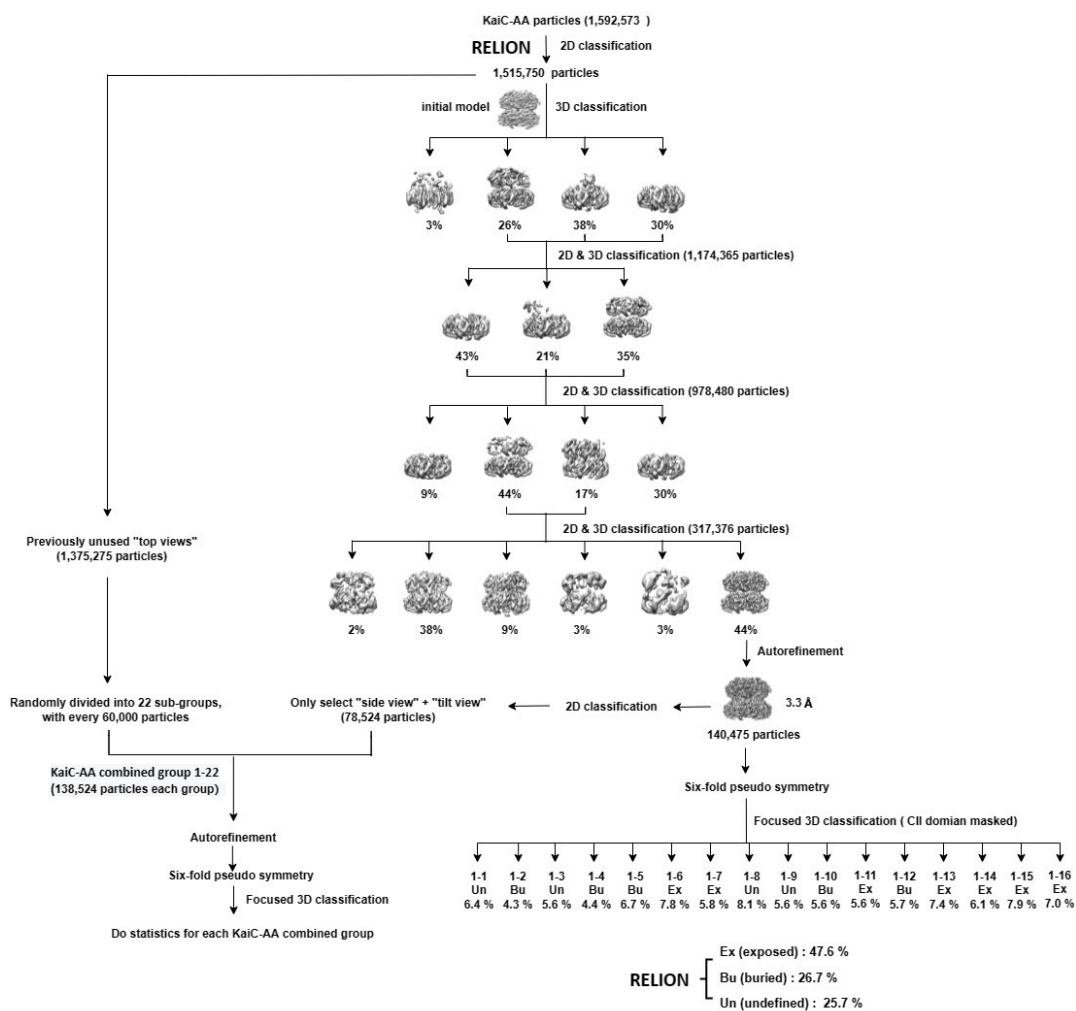 KaiC-AA particles (1,592,573 )
RELION
2D classification
1,515,750 particles
initial model
3D classification
3%
26%
38%
30%
2D & 3D classification (1,174,365 particles)
43%
21%
35%
2D & 3D classification (978,480 particles)
9%
44%
17%
30%
Previously unused "top views"
(1,375,275 particles)
2D & 3D classification (317,376 particles)
2%
38%
9%
3%
3%
44%
Autorefinement
Randomly divided into 22 sub-groups,
with every 60,000 particles
Only select "side view" + "tilt view"
(78,524 particles)
2D classification
3.3 Å
140,475 particles
KaiC-AA combined group 1-22
(138,524 particles each group)
Six-fold pseudo symmetry
Focused 3D classification ( CII domian masked)
Autorefinement
Six-fold pseudo symmetry
Focused 3D classification
Do statistics for each KaiC-AA combined group
1-1 1-2 1-3 1-4 1-5 1-6 1-7 1-8 1-9 1-10 1-11 1-12 1-13 1-14 1-15 1-16
Un Bu Un Bu Bu Ex Ex Un Un Bu Ex Bu Ex Ex Ex Ex
6.4 % 4.3% 5.6% 4.4% 6.7% 7.8% 5.8% 8.1% 5.6% 5.6% 5.6% 5.7% 7.4% 6.1% 7.9% 7.0%
RELION
Ex (exposed) : 47.6 %
Bu (buried) : 26.7 %
Un (undefined) : 25.7 %